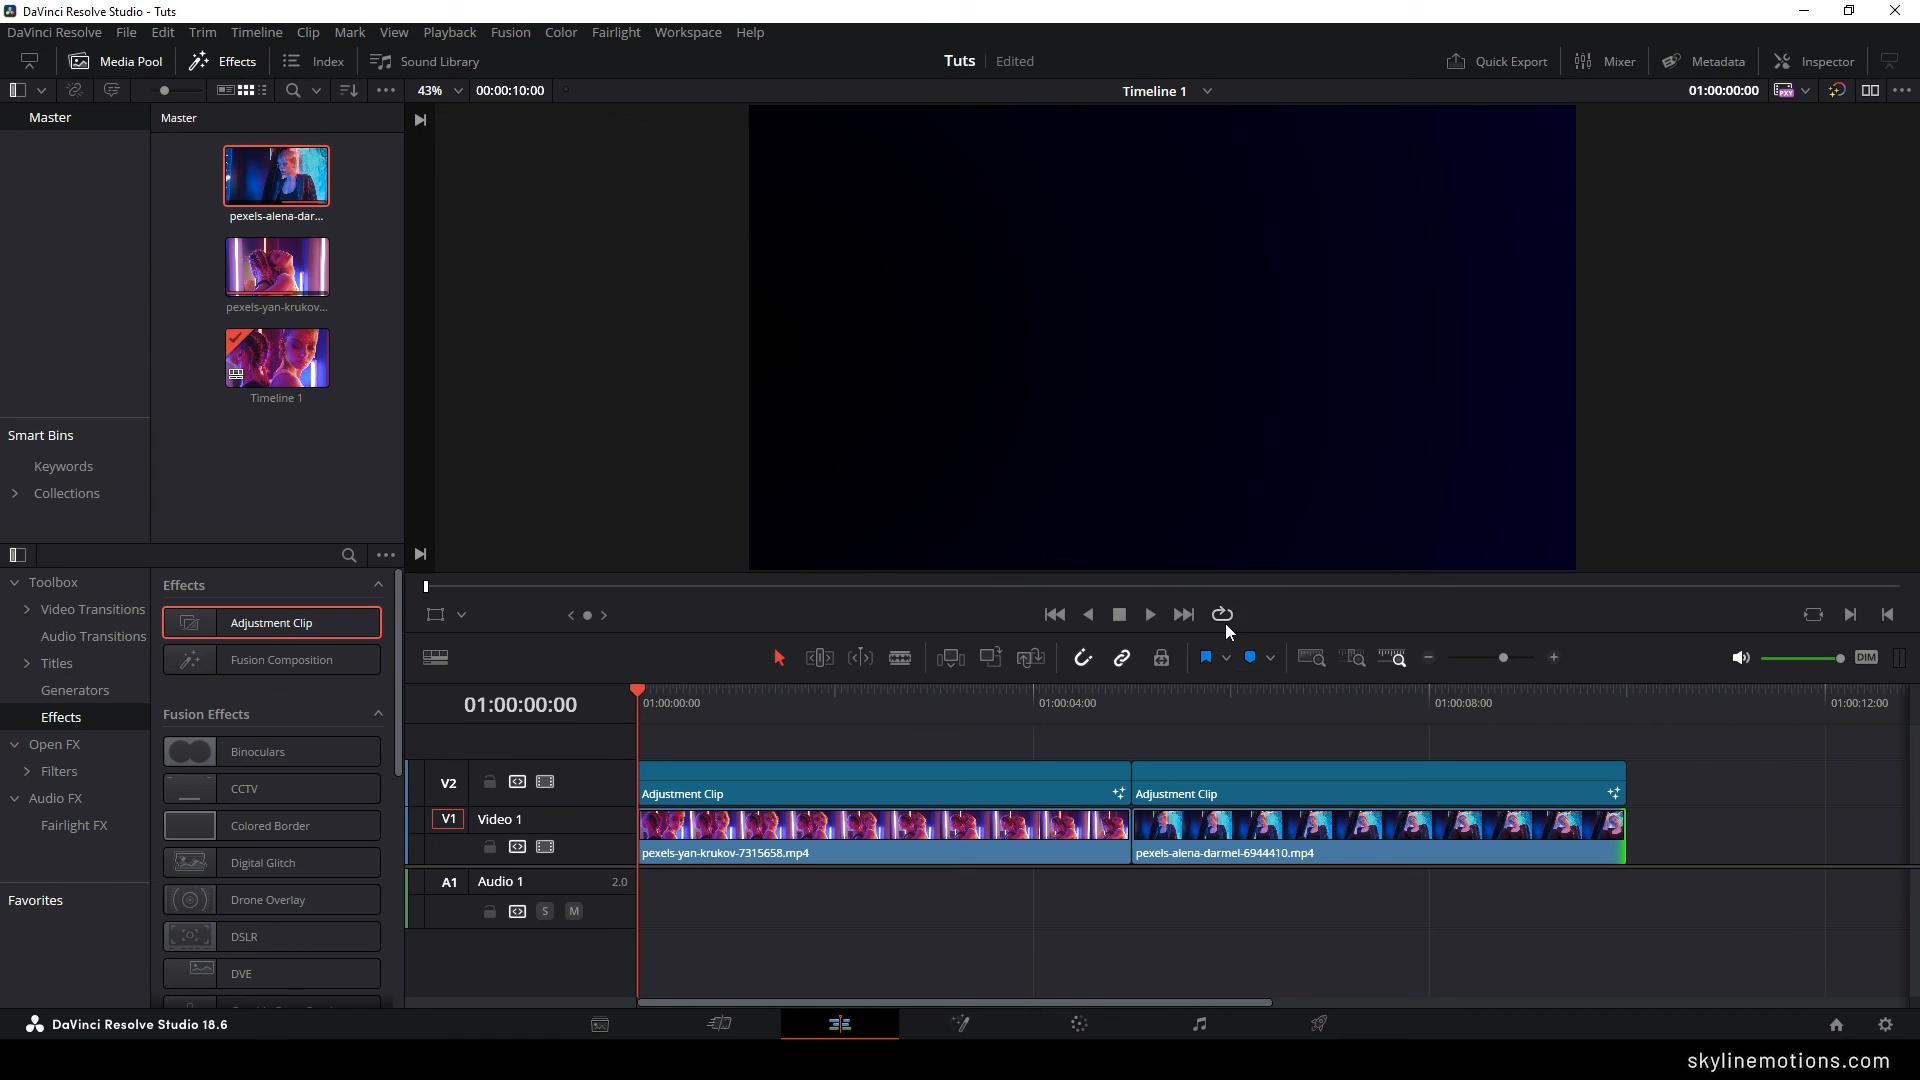 DaVinci Resolve Studio - Tuts
DaVinci Resolve File Edit Trim Timeline Clip Mark View Playback Fusion Color Fairlight Workspace Help
Media Pool Effects Index Sound Library Tuts Edited Quick Export Mixer Metadata Inspector
43% 00:00:10:00 Timeline 1 01:00:00:00 PXY
Master
Master
pexels-alena-dar...
pexels-yan-krukov...
Timeline 1
Smart Bins
Keywords
Collections
Toolbox
Video Transitions
Audio Transitions
Titles
Generators
Effects
Open FX
Filters
Audio FX
Fairlight FX
Favorites
Effects
Adjustment Clip
Fusion Composition
Fusion Effects
Binoculars
CCTV
Colored Border
Digital Glitch
Drone Overlay
DSLR
DVE
DIM
01:00:00:00
01:00:00:00 01:00:04:00 01:00:08:00 01:00:12:00
V2
Adjustment Clip Adjustment Clip
V1 Video 1
pexels-yan-krukov-7315658.mp4 pexels-alena-darmel-6944410.mp4
A1 Audio 1 2.0
S M
DaVinci Resolve Studio 18.6
skylinemotions.com